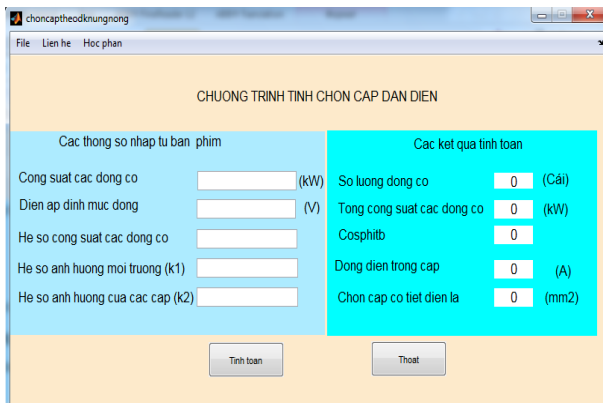 choncaptheodknungnong
File Lien he Hoc phan
CHUONG TRINH TINH CHON CAP DAN DIEN
Cac thong so nhap tu ban phim
Cong suat cac dong co (kW)
Dien ap dinh muc dong (V)
He so cong suat cac dong co
He so anh huong moi truong (k1)
He so anh huong cua cac cap (k2)
Cac ket qua tinh toan
So luong dong co 0 (Cái)
Tong cong suat cac dong co 0 (kW)
Cosphitb 0
Dong dien trong cap 0 (A)
Chon cap co tiet dien la 0 (mm2)
Tinh toan
Thoat